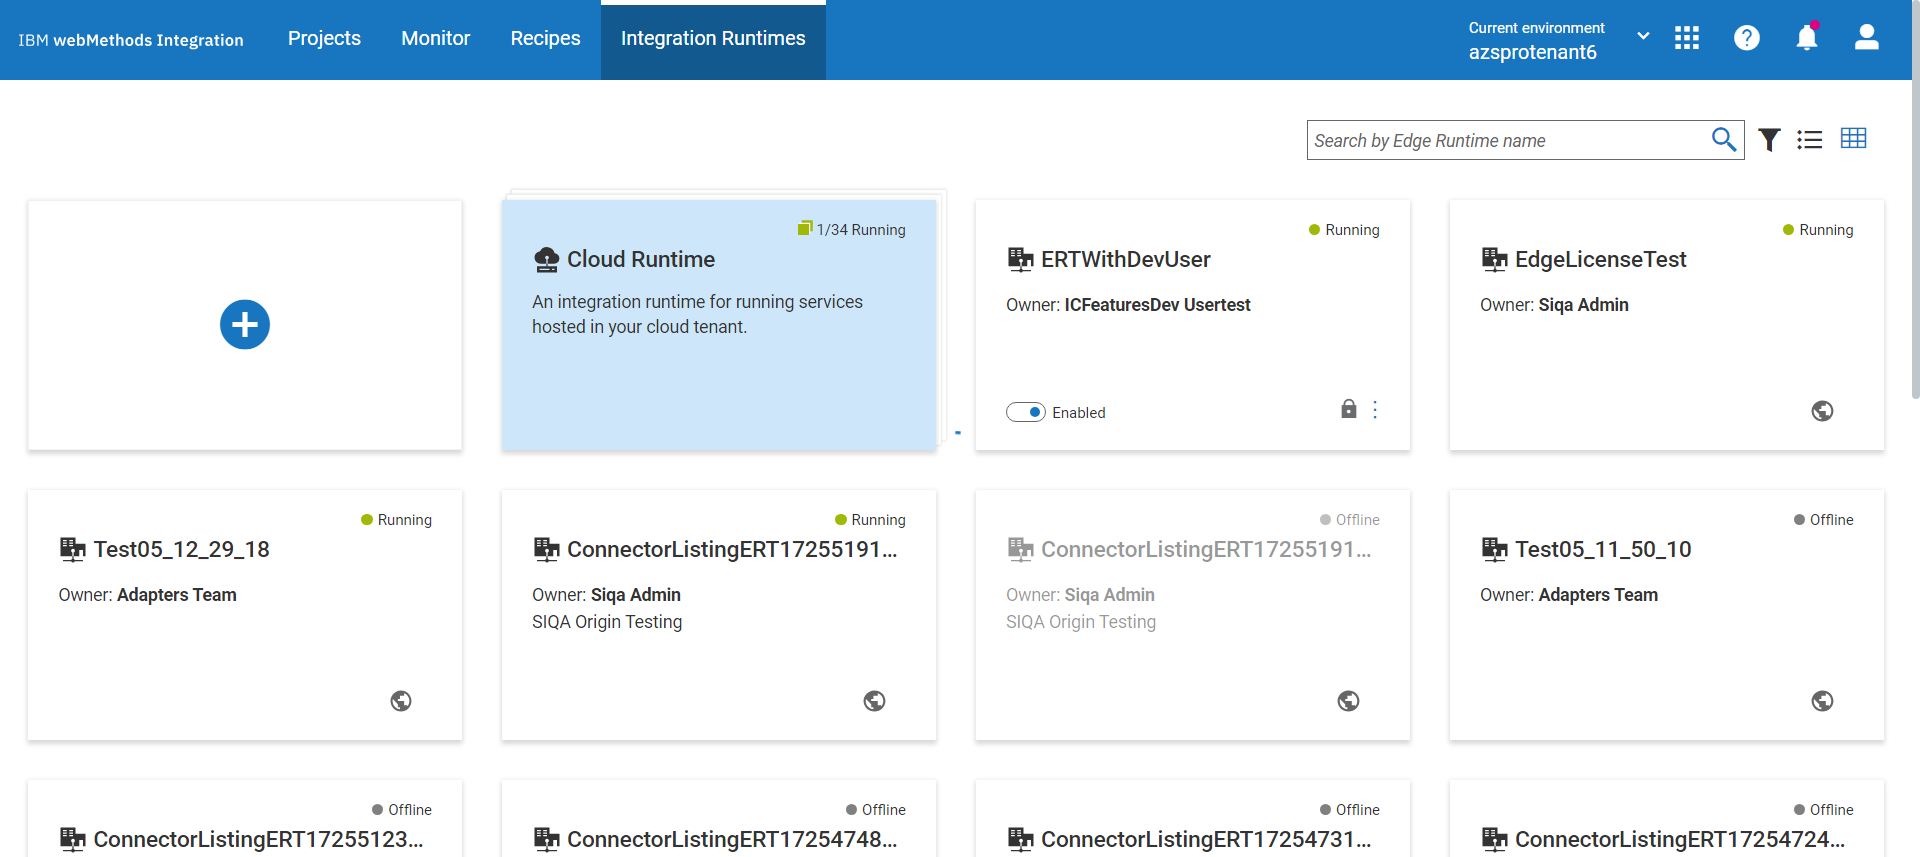 IBM webMethods Integration
Projects
Monitor
Recipes
Integration Runtimes
Current environment
azsprotenant6
Search by Edge Runtime name
1/34 Running
Cloud Runtime
An integration runtime for running services
hosted in your cloud tenant.
Running
ERTWithDevUser
Owner: ICFeaturesDev Usertest
Enabled
Running
EdgeLicenseTest
Owner: Siqa Admin
Running
Test05_12_29_18
Owner: Adapters Team
Running
ConnectorListingERT17255191...
Owner: Siqa Admin
SIQA Origin Testing
Offline
ConnectorListingERT17255191...
Owner: Siqa Admin
SIQA Origin Testing
Offline
Test05_11_50_10
Owner: Adapters Team
Offline
ConnectorListingERT17255123...
Offline
ConnectorListingERT17254748...
Offline
ConnectorListingERT17254731...
Offline
ConnectorListingERT17254724...